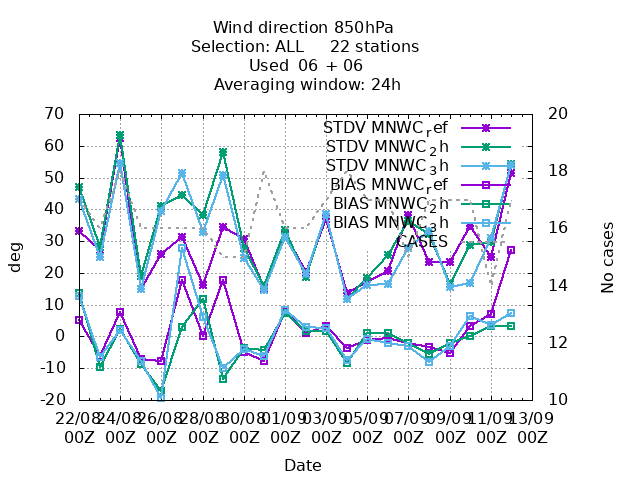 Wind direction 850hPa
Selection: ALL 22 stations
Used 06 + 06
Averaging window: 24h
70 20
60
50 18
40
30 16
20
10 14
0
-10 12
-20 10
deg
No cases
STDV MNWC_ref
STDV MNWC_2h
STDV MNWC_3h
BIAS MNWC_ref
BIAS MNWC_2h
BIAS MNWC_3h
CASES
22/08 24/08 26/08 28/08 30/08 01/09 03/09 05/09 07/09 09/09 11/09 13/09
00Z 00Z 00Z 00Z 00Z 00Z 00Z 00Z 00Z 00Z 00Z 00Z
Date